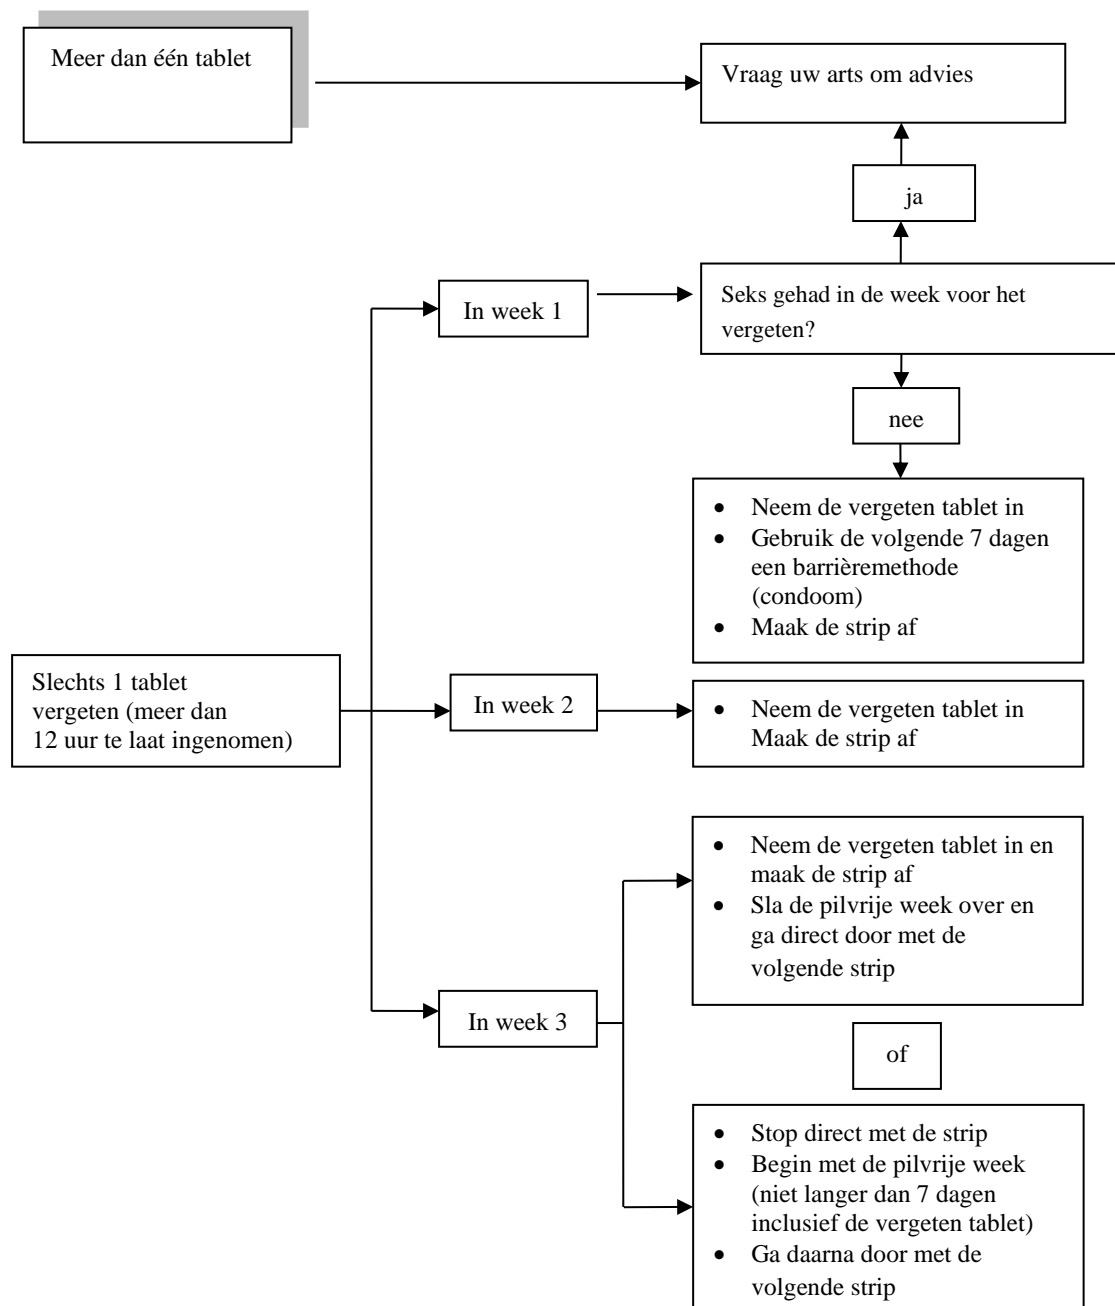 Meer dan één tablet
Vraag uw arts om advies
ja
In week 1
Seks gehad in de week voor het
vergeten?
nee
• Neem de vergeten tablet in
• Gebruik de volgende 7 dagen
een barrièremethode
(condoom)
• Maak de strip af
Slechts 1 tablet
vergeten (meer dan
12 uur te laat ingenomen)
In week 2
• Neem de vergeten tablet in
Maak de strip af
• Neem de vergeten tablet in en
maak de strip af
• Sla de pilvrije week over en
ga direct door met de
volgende strip
In week 3
of
• Stop direct met de strip
• Begin met de pilvrije week
(niet langer dan 7 dagen
inclusief de vergeten tablet)
• Ga daarna door met de
volgende strip